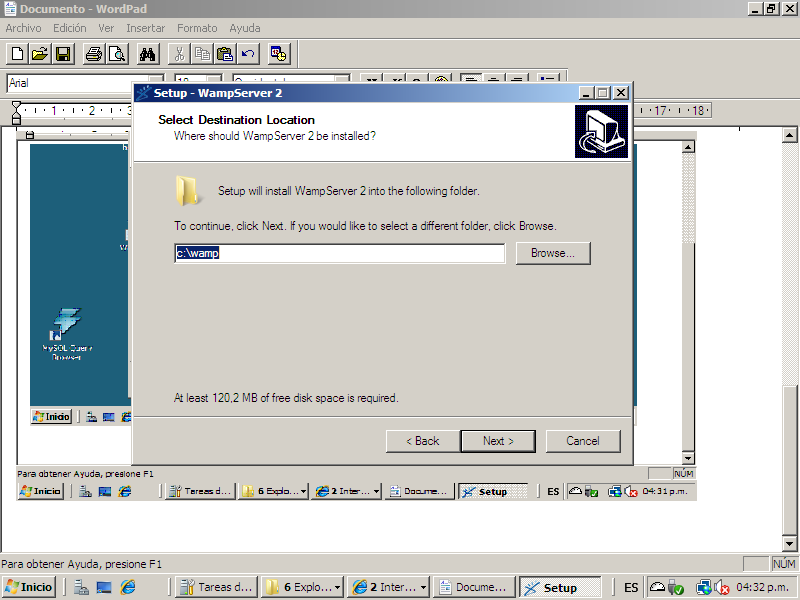 Documento - WordPad
Archivo Edición Ver Insertar Formato Ayuda
Arial
1 2 3 17 18
Setup - WampServer 2
Select Destination Location
Where should WampServer 2 be installed?
Setup will install WampServer 2 into the following folder.
To continue, click Next. If you would like to select a different folder, click Browse.
c:\wamp
Browse...
At least 120,2 MB of free disk space is required.
< Back
Next >
Cancel
MySQL Query
Browser
Inicio
Para obtener Ayuda, presione F1
NÚM
Inicio Tareas d... 6 Explo... 2 Inter... Docume... Setup ES 04:31 p.m.
Para obtener Ayuda, presione F1
NÚM
Inicio Tareas d... 6 Explo... 2 Inter... Docume... Setup ES 04:32 p.m.